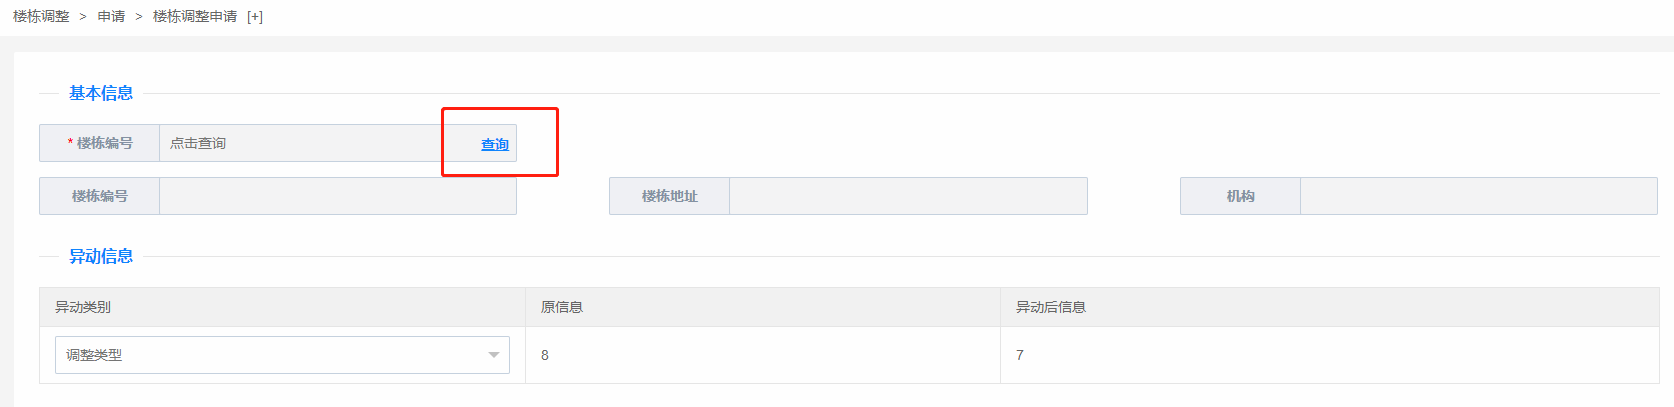 楼栋调整 > 申请 > 楼栋调整申请 [+]
基本信息
* 楼栋编号 点击查询 查询
楼栋编号 楼栋地址 机构
异动信息
异动类别 原信息 异动后信息
调整类型 8 7